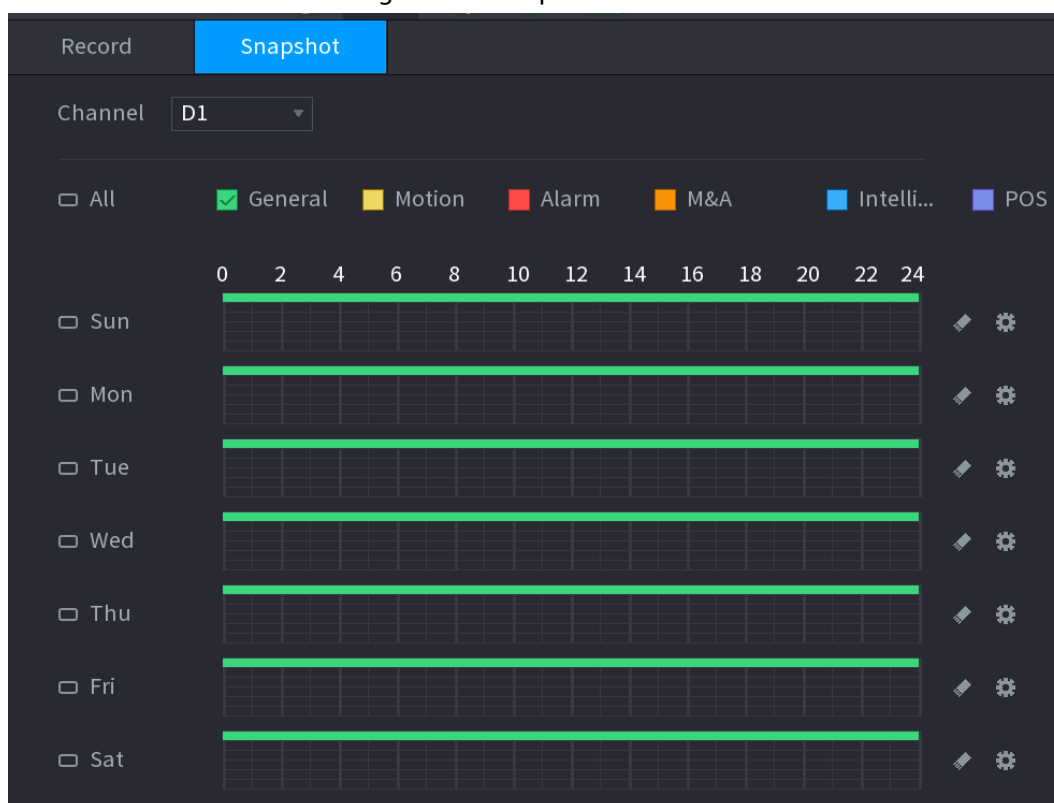 Record Snapshot
Channel D1
All General Motion Alarm M&A Intelli... POS
0 2 4 6 8 10 12 14 16 18 20 22 24
Sun
Mon
Tue
Wed
Thu
Fri
Sat